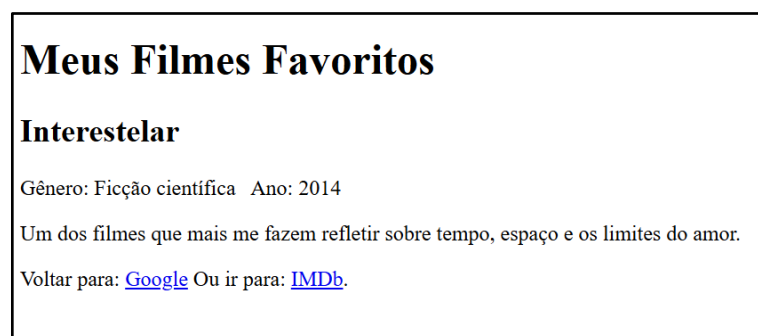 Meus Filmes Favoritos
Interestelar
Gênero: Ficção científica   Ano: 2014
Um dos filmes que mais me fazem refletir sobre tempo, espaço e os limites do amor.
Voltar para: Google Ou ir para: IMDb.